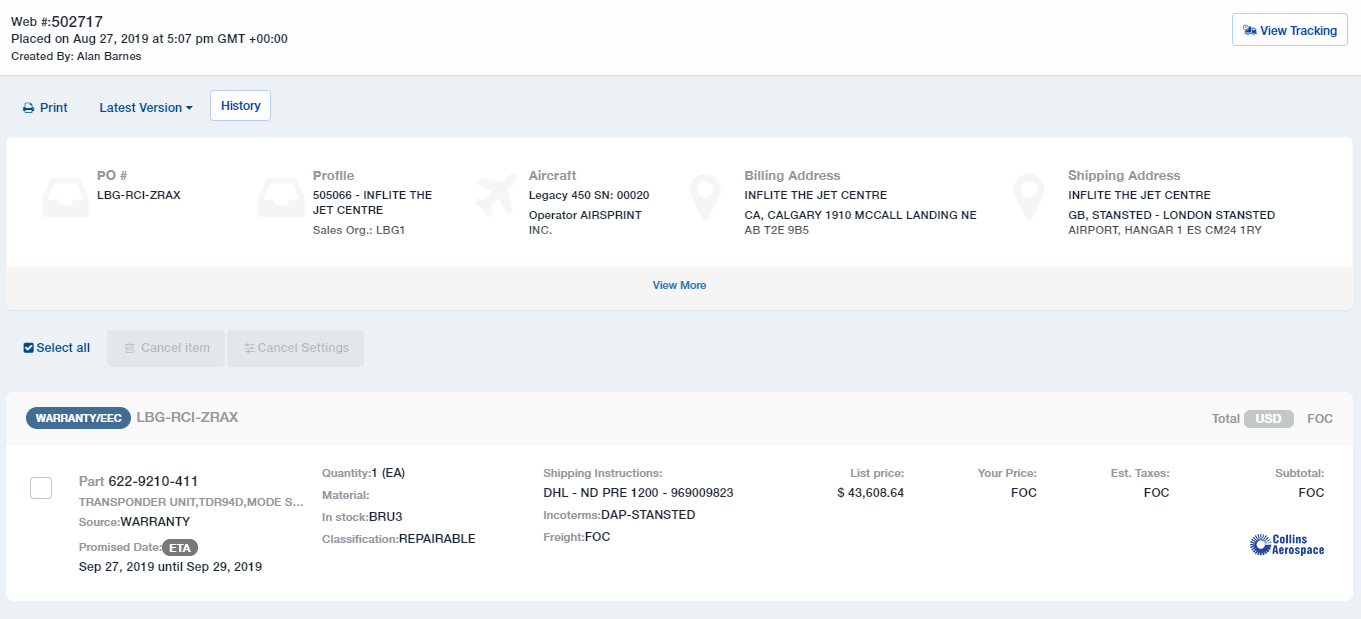 Web #:502717
Placed on Aug 27, 2019 at 5:07 pm GMT +00:00
Created By: Alan Barnes
View Tracking
Print
Latest Version
History
PO #
LBG-RCI-ZRAX
Profile
505066 - INFLITE THE
JET CENTRE
Sales Org.: LBG1
Aircraft
Legacy 450 SN: 00020
Operator AIRSPRINT
INC.
Billing Address
INFLITE THE JET CENTRE
CA, CALGARY 1910 MCCALL LANDING NE
AB T2E 9B5
Shipping Address
INFLITE THE JET CENTRE
GB, STANSTED - LONDON STANSTED
AIRPORT, HANGAR 1 ES CM24 1RY
View More
Select all
Cancel item
Cancel Settings
WARRANTY/EEC LBG-RCI-ZRAX
Total USD FOC
Part 622-9210-411
TRANSPONDER UNIT,TDR94D,MODE S...
Source:WARRANTY
Promised Date:ETA
Sep 27, 2019 until Sep 29, 2019
Quantity:1 (EA)
Material:
In stock:BRU3
Classification:REPAIRABLE
Shipping Instructions:
DHL - ND PRE 1200 - 969009823
Incoterms:DAP-STANSTED
Freight:FOC
List price:
$ 43,608.64
Your Price:
FOC
Est. Taxes:
FOC
Subtotal:
FOC
Collins
Aerospace